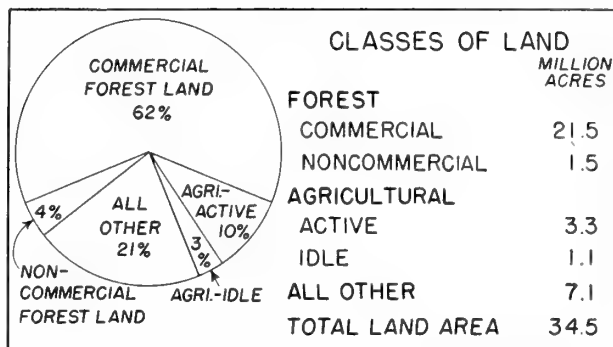 COMMERCIAL
FOREST LAND
62%
4%
ALL
OTHER
21%
3
%
AGRI.-
ACTIVE
10%
NON-
COMMERCIAL
FOREST LAND
AGRI.-IDLE
CLASSES OF LAND
MILLION
ACRES
FOREST
COMMERCIAL 21.5
NONCOMMERCIAL 1.5
AGRICULTURAL
ACTIVE 3.3
IDLE 1.1
ALL OTHER 7.1
TOTAL LAND AREA 34.5